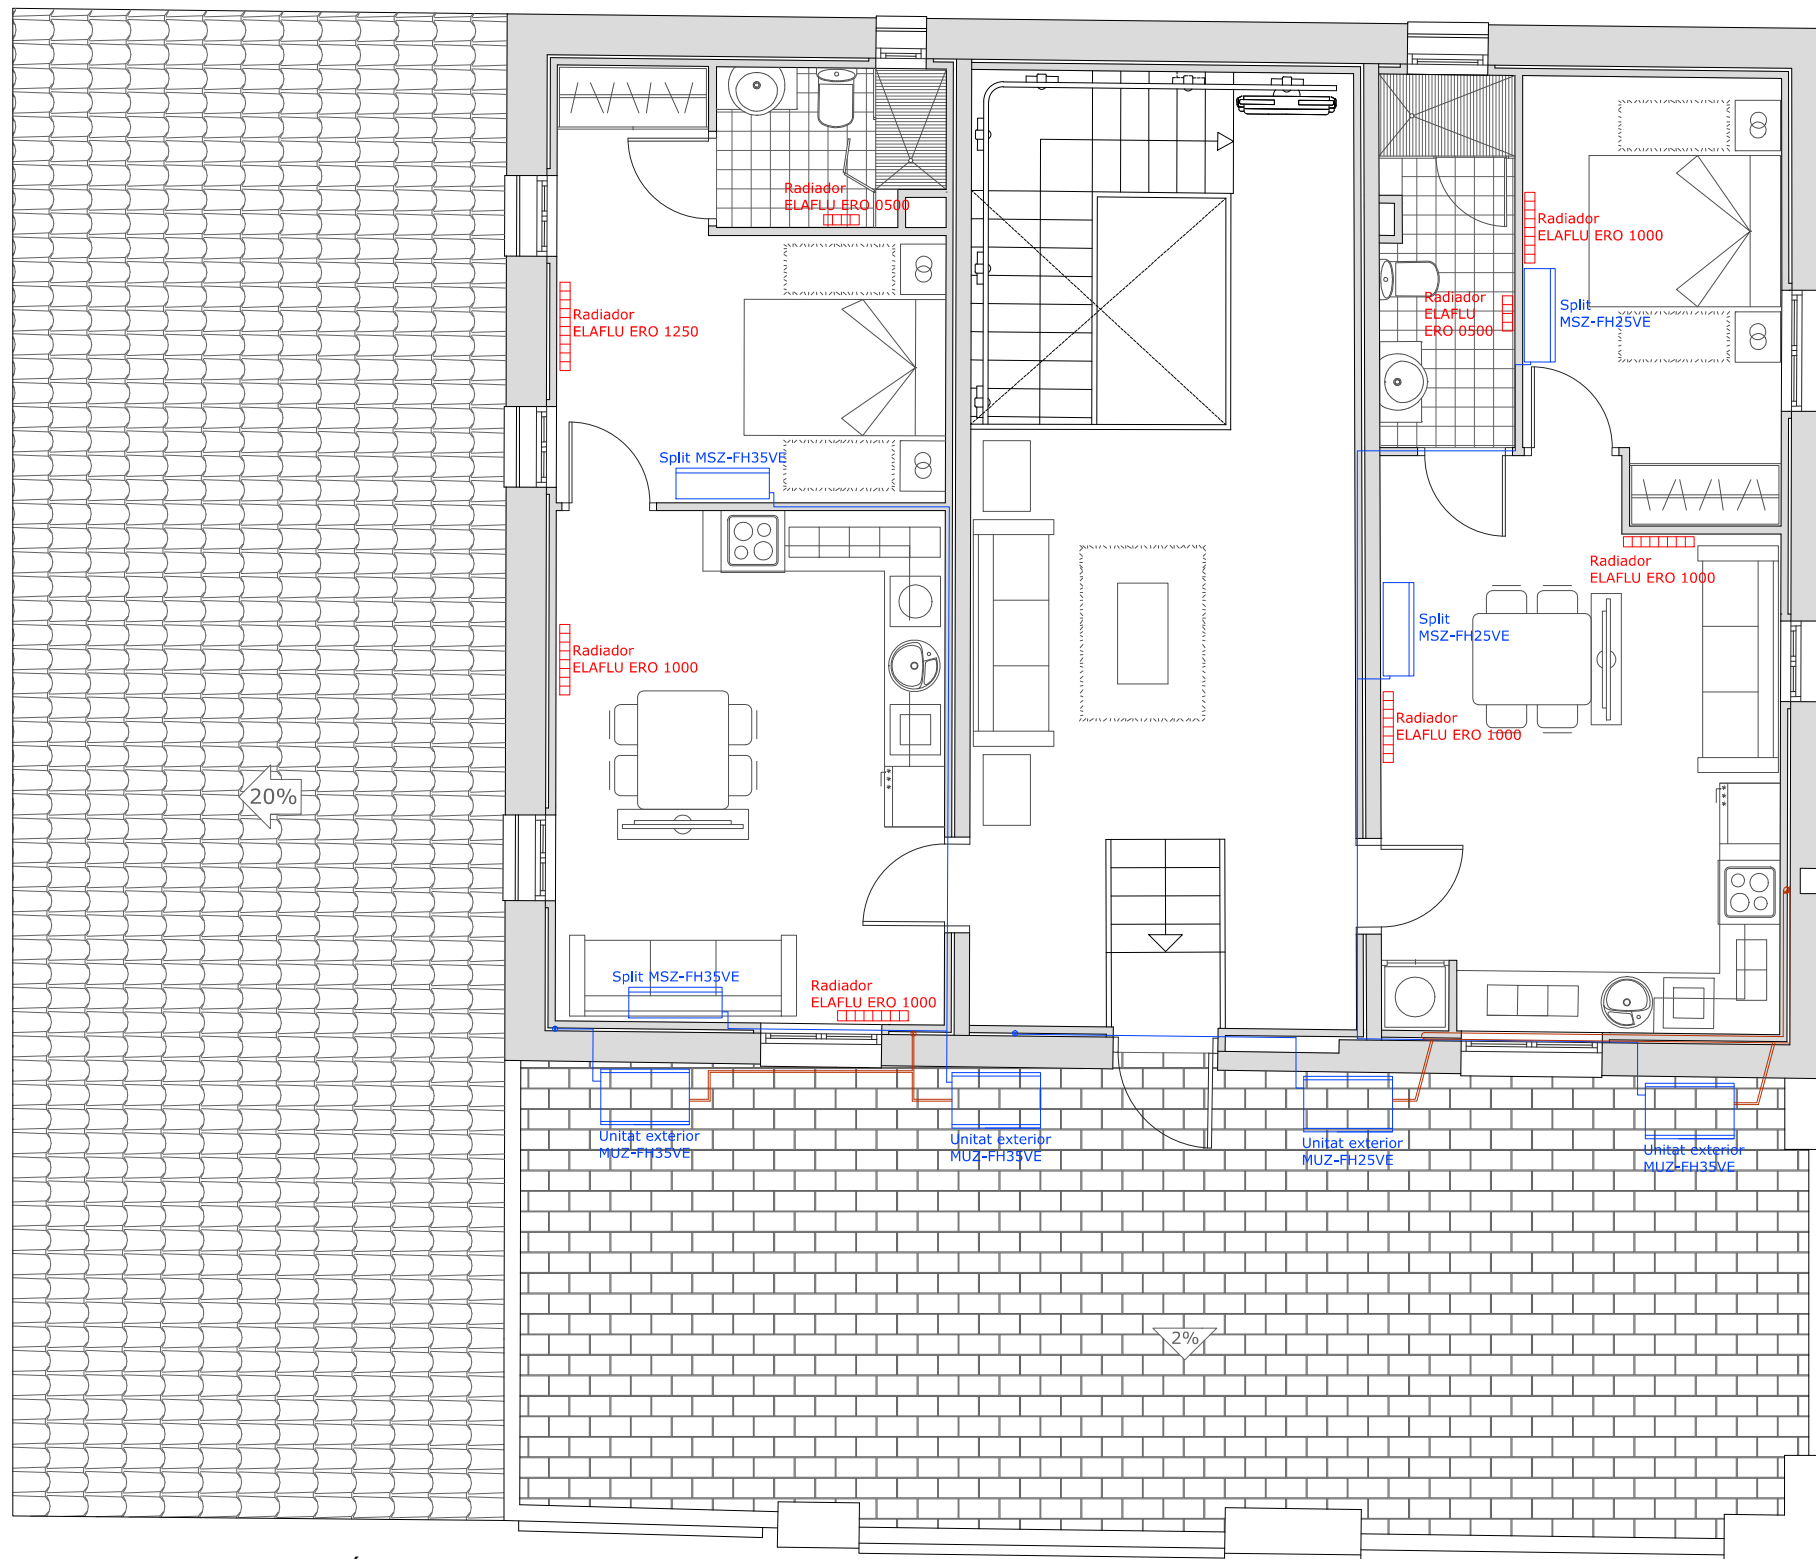 Radiador
ELAFLU ERO 0500
Radiador
ELAFLU ERO 1000
Radiador
ELAFLU
ERO 0500
Split
MSZ-FH25VE
Radiador
ELAFLU ERO 1250
Split MSZ-FH35VE
Radiador
ELAFLU ERO 1000
Split
MSZ-FH25VE
Radiador
ELAFLU ERO 1000
Radiador
ELAFLU ERO 1000
20%
Split MSZ-FH35VE
Radiador
ELAFLU ERO 1000
Unitat exterior
MUZ-FH35VE
Unitat exterior
MUZ-FH35VE
Unitat exterior
MUZ-FH25VE
Unitat exterior
MUZ-FH35VE
2%